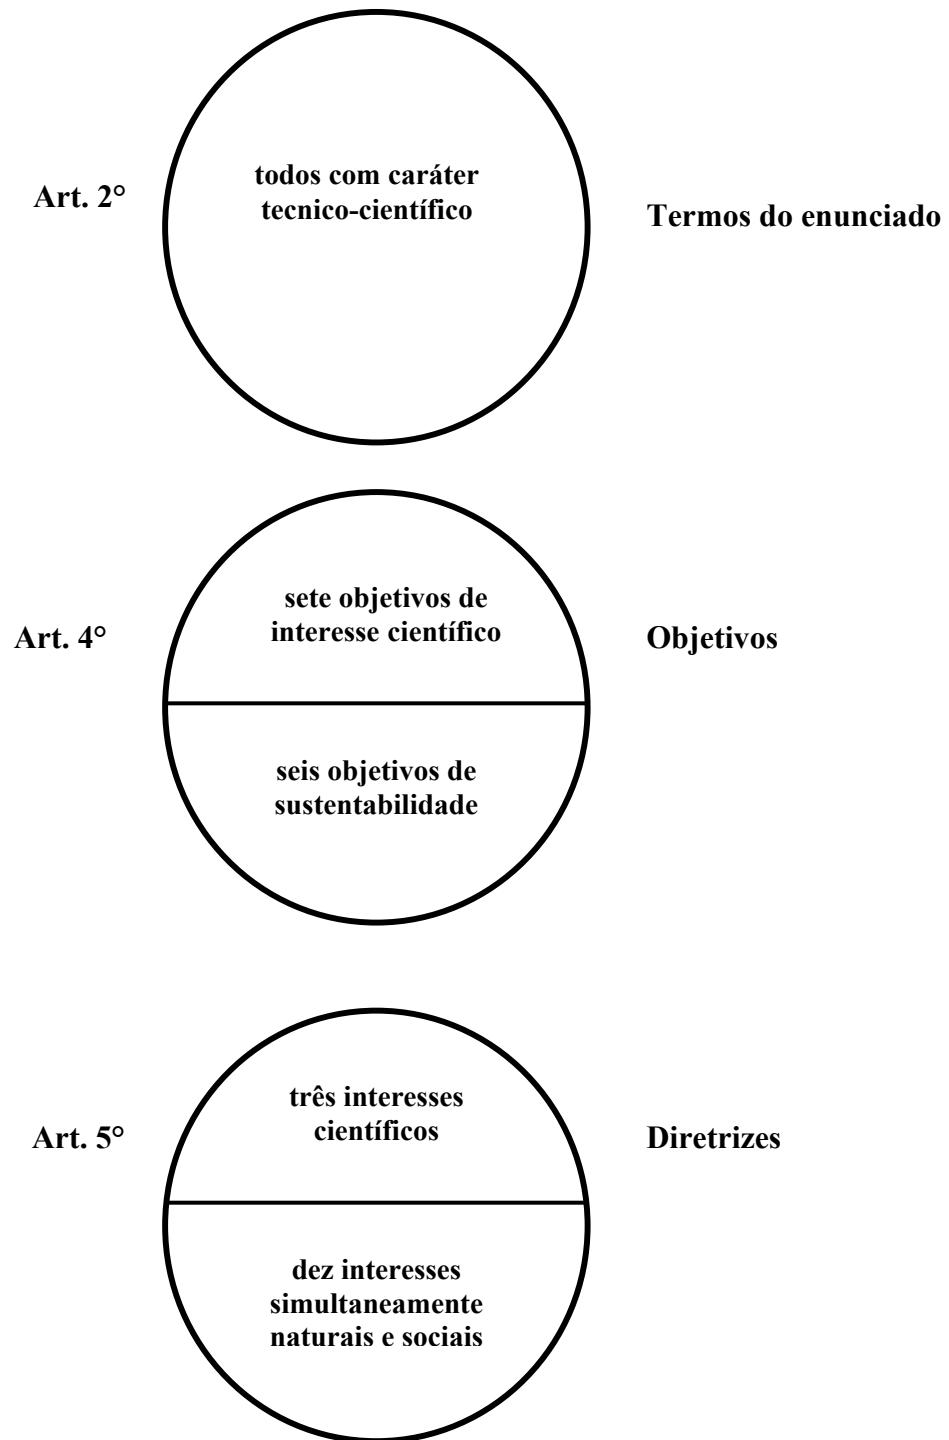 Art. 2°
todos com caráter
tecnico-científico
Termos do enunciado
Art. 4°
sete objetivos de
interesse científico
Objetivos
seis objetivos de
sustentabilidade
Art. 5°
três interesses
científicos
Diretrizes
dez interesses
simultaneamente
naturais e sociais